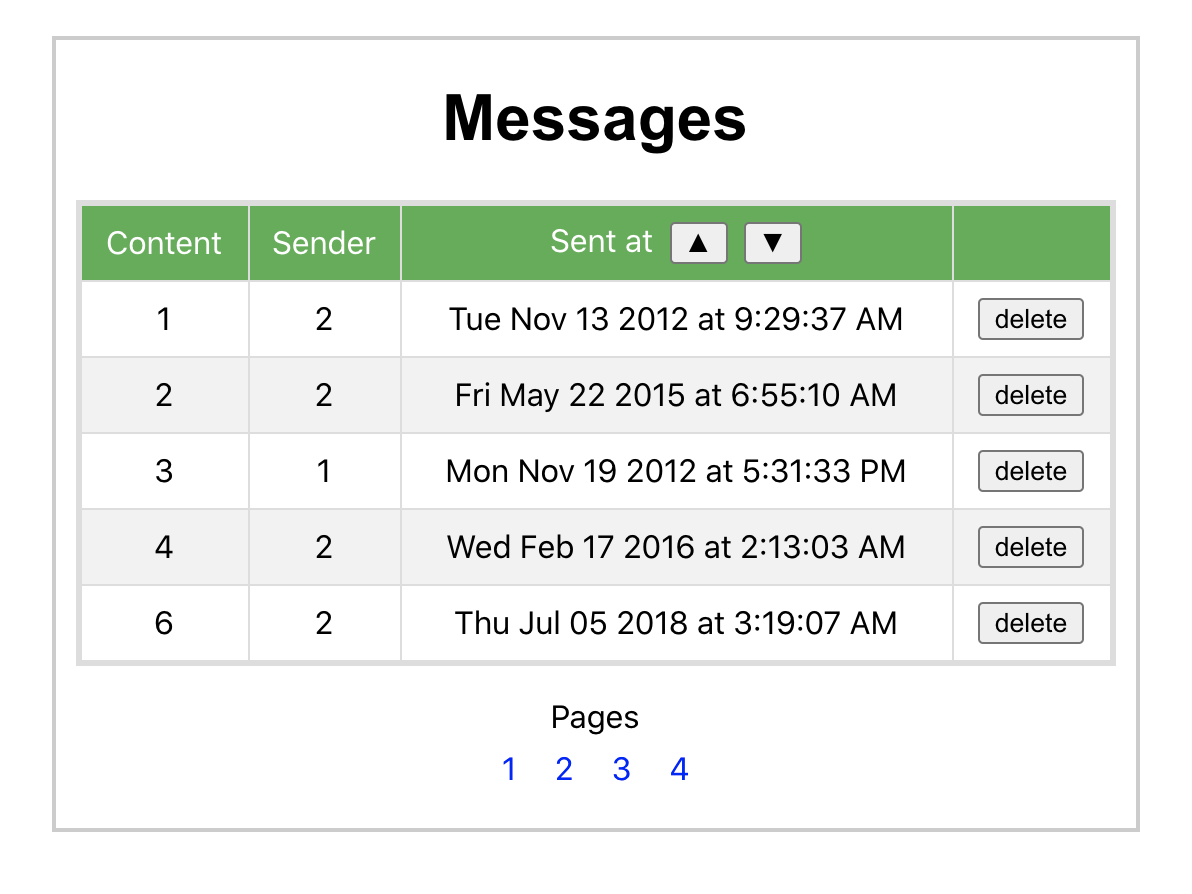 Messages
Content Sender Sent at ▲ ▼
1 2 Tue Nov 13 2012 at 9:29:37 AM delete
2 2 Fri May 22 2015 at 6:55:10 AM delete
3 1 Mon Nov 19 2012 at 5:31:33 PM delete
4 2 Wed Feb 17 2016 at 2:13:03 AM delete
6 2 Thu Jul 05 2018 at 3:19:07 AM delete
Pages
1 2 3 4